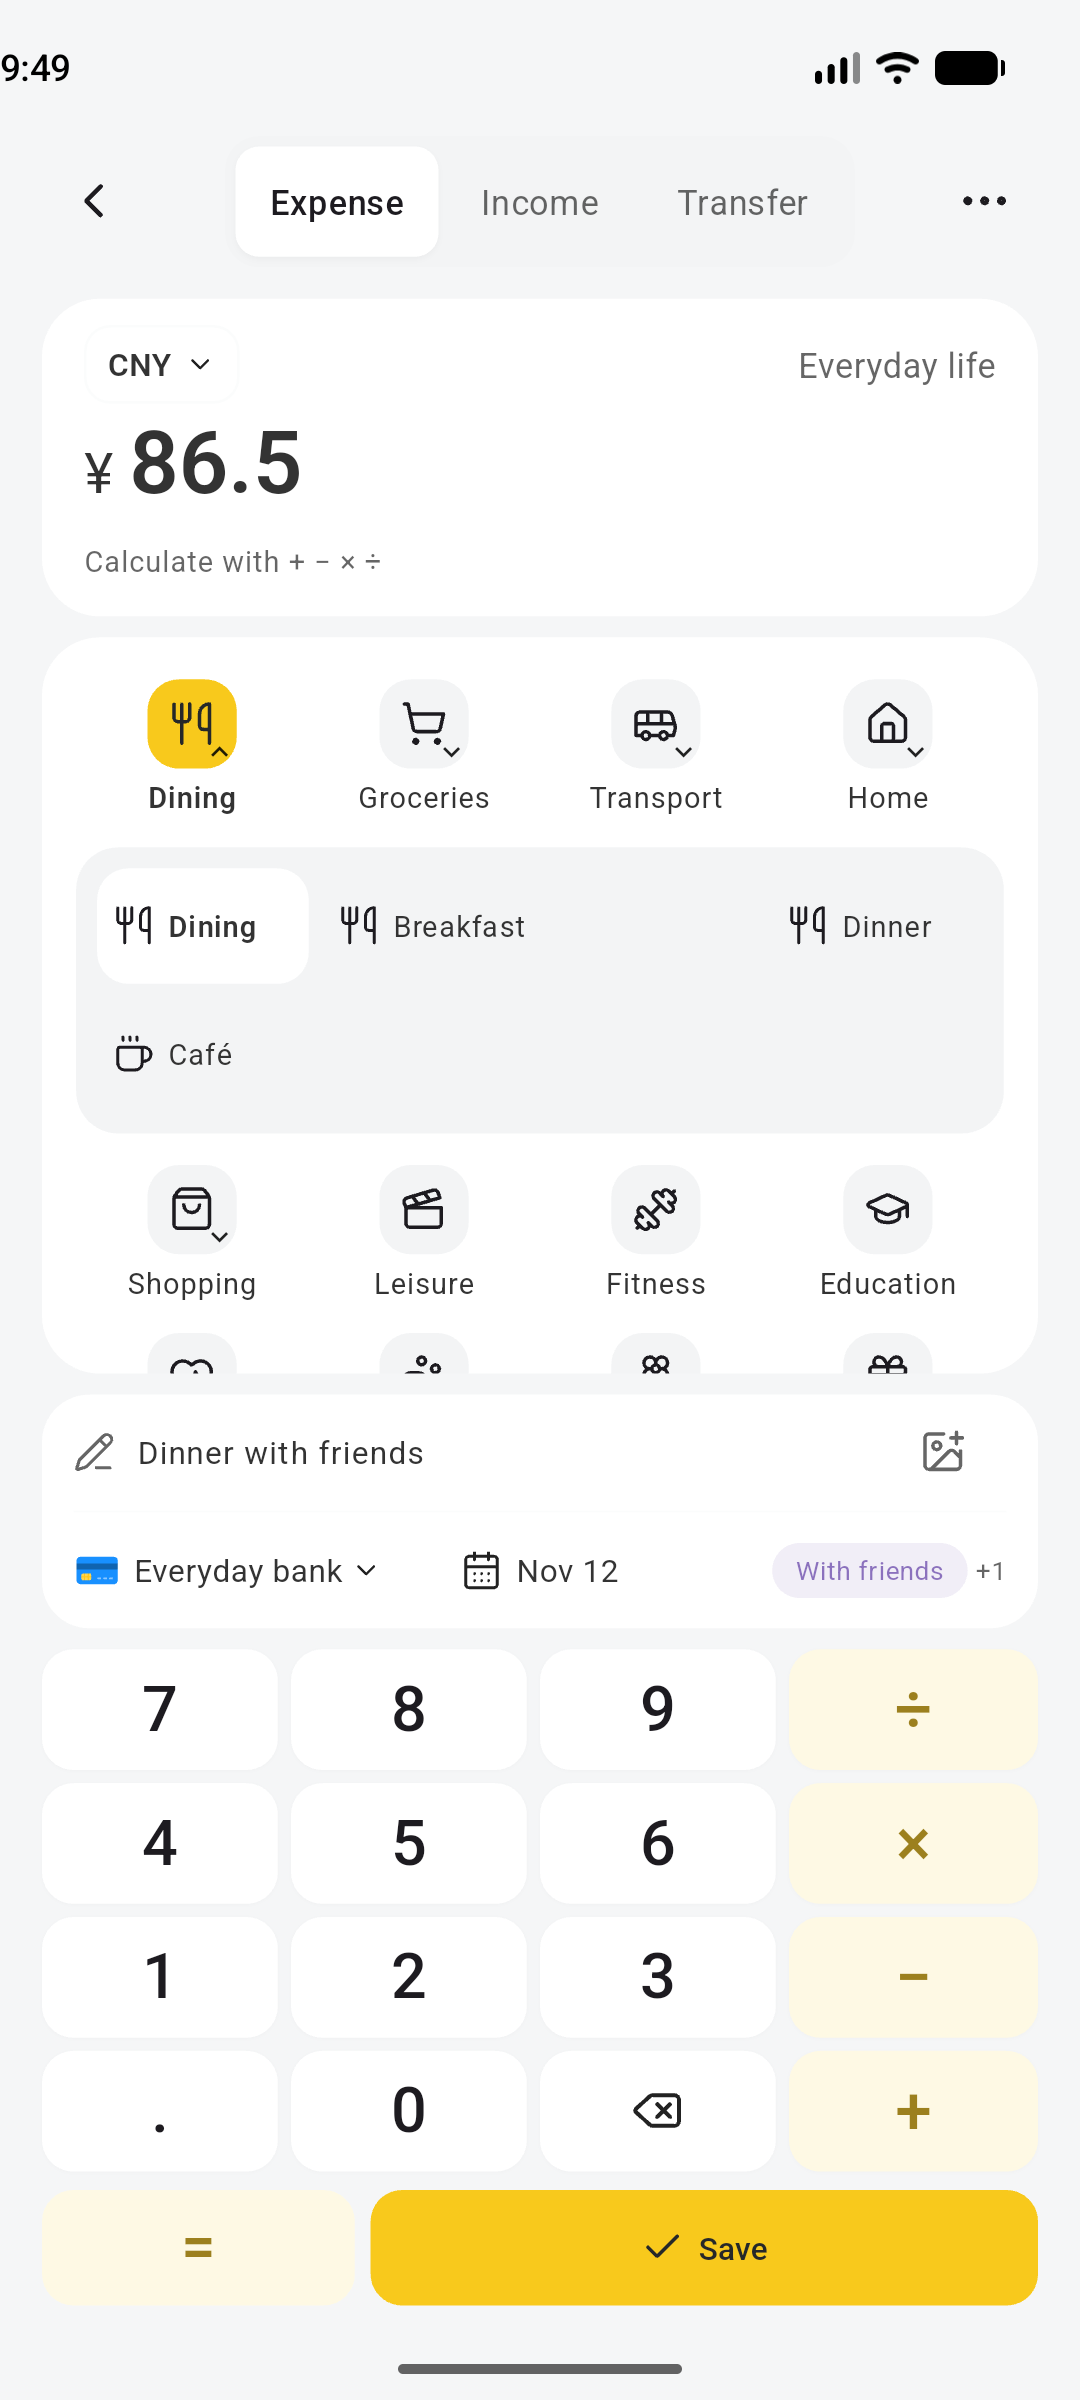 9:49
Expense Income Transfer
CNY Everyday life
¥ 86.5
Calculate with + − × ÷
Dining Groceries Transport Home
Dining Breakfast Dinner
Café
Shopping Leisure Fitness Education
Dinner with friends
Everyday bank Nov 12 With friends +1
7 8 9 ÷
4 5 6 ×
1 2 3 −
. 0 +
= Save